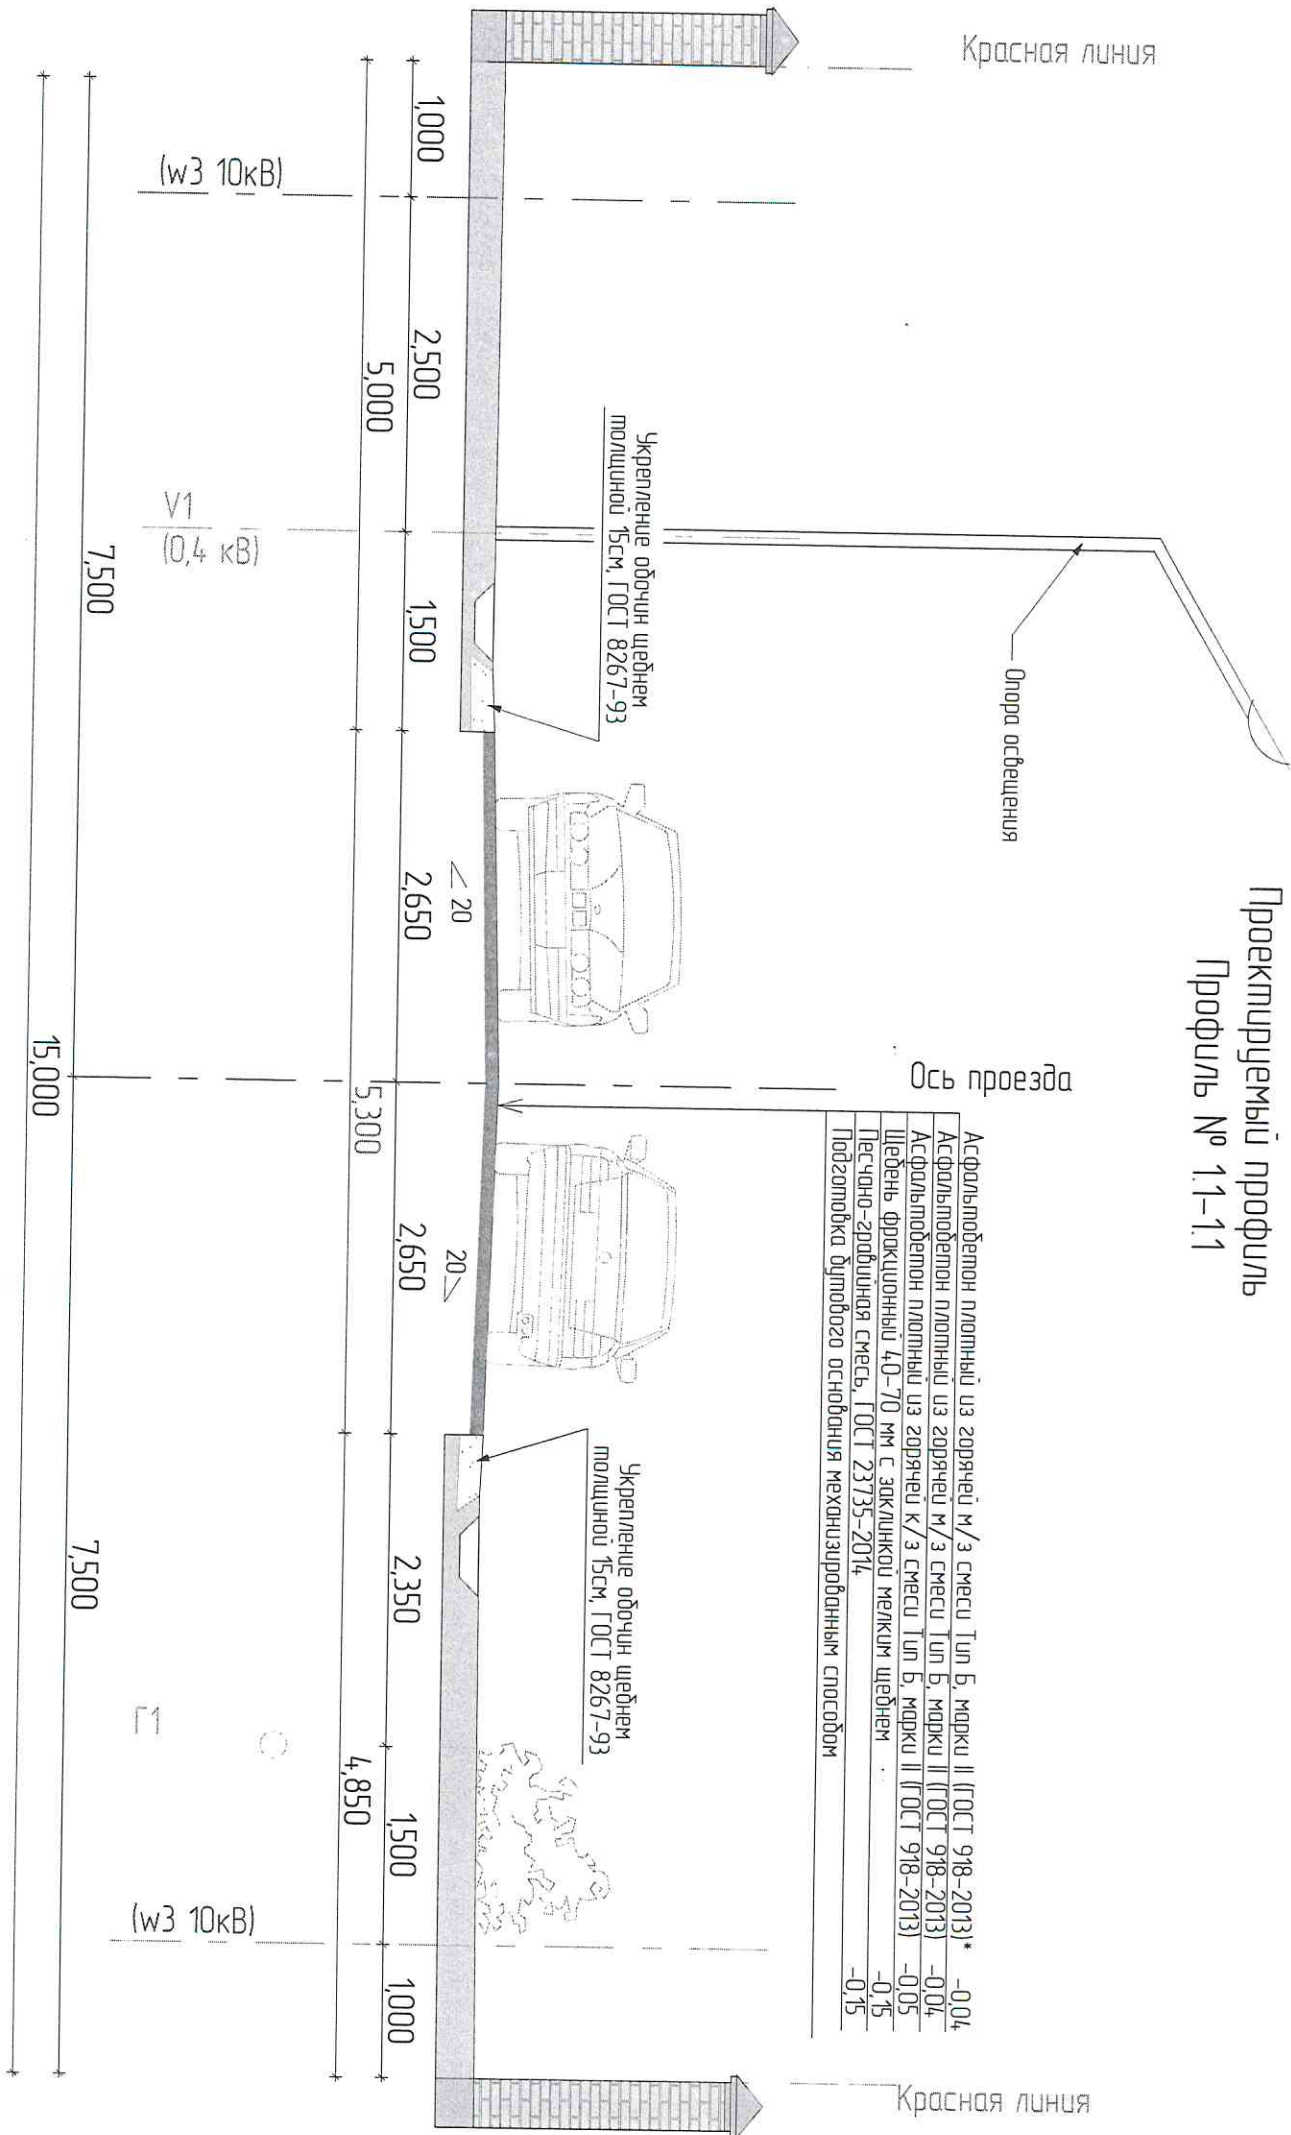 Проектируемый профиль
Профиль № 1.1-1.1
Красная линия
Опора освещения
Ось проезда
Красная линия
Асфальтобетон плотный из горячей м/з смеси Тип Б, марки II (ГОСТ 918-2013)* -0,04
Асфальтобетон плотный из горячей м/з смеси Тип Б, марки II (ГОСТ 918-2013) -0,04
Асфальтобетон плотный из горячей к/з смеси Тип Б, марки II (ГОСТ 918-2013) -0,05
Щебень фракционный 40-70 мм с заклинкой мелким щебнем -0,15
Песчано-гравийная смесь, ГОСТ 23735-2014 -0,15
Подготовка бутового основания механизированным способом
Укрепление обочин щебнем
толщиной 15см, ГОСТ 8267-93
Укрепление обочин щебнем
толщиной 15см, ГОСТ 8267-93
20
20
1,000
2,500
1,500
2,650
2,650
2,350
1,500
1,000
5,000
5,300
4,850
(w3 10кВ)
V1
(0,4 кВ)
Г1
(w3 10кВ)
7,500
7,500
15,000